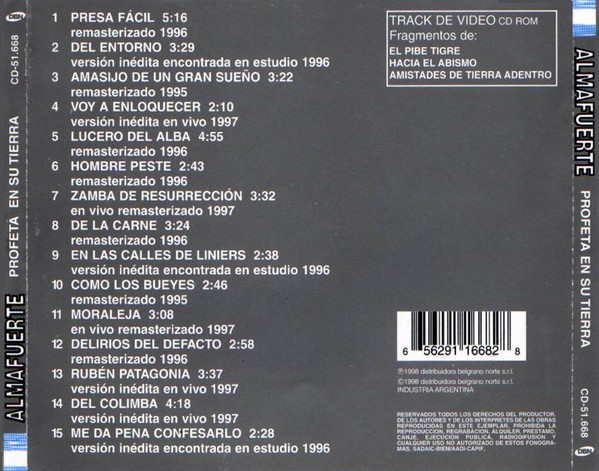 DBN
CD-51.668
PROFETA EN SU TIERRA
ALMAFUERTE
1 PRESA FÁCIL 5:16
remasterizado 1996
2 DEL ENTORNO 3:29
versión inédita encontrada en estudio 1996
3 AMASIJO DE UN GRAN SUEÑO 3:22
remasterizado 1995
4 VOY A ENLOQUECER 2:10
versión inédita en vivo 1997
5 LUCERO DEL ALBA 4:55
remasterizado 1996
6 HOMBRE PESTE 2:43
remasterizado 1996
7 ZAMBA DE RESURRECCIÓN 3:32
en vivo remasterizado 1997
8 DE LA CARNE 3:24
remasterizado 1996
9 EN LAS CALLES DE LINIERS 2:38
versión inédita encontrada en estudio 1996
10 COMO LOS BUEYES 2:46
remasterizado 1995
11 MORALEJA 3:08
en vivo remasterizado 1997
12 DELIRIOS DEL DEFACTO 2:58
remasterizado 1996
13 RUBÉN PATAGONIA 3:37
versión inédita en vivo 1997
14 DEL COLIMBA 4:18
versión inédita en vivo 1997
15 ME DA PENA CONFESARLO 2:28
versión inédita encontrada en estudio 1996
TRACK DE VIDEO CD ROM
Fragmentos de:
EL PIBE TIGRE
HACIA EL ABISMO
AMISTADES DE TIERRA ADENTRO
6 56291 16682 8
℗1998 distribuidora belgrano norte s.r.l.
©1998 distribuidora belgrano norte s.r.l.
INDUSTRIA ARGENTINA
RESERVADOS TODOS LOS DERECHOS DEL PRODUCTOR,
DE LOS AUTORES Y DE LOS INTERPRETES DE LAS OBRAS
REPRODUCIDAS EN ESTE EJEMPLAR. PROHIBIDA LA
REPRODUCCION, REGRABACION, ALQUILER, PRESTAMO,
CANJE, EJECUCION PUBLICA, RADIODIFUSION Y
CUALQUIER USO NO AUTORIZADO DE ESTOS FONOGRA-
MAS. SADAIC-BIEM/AADI-CAPIF.
ALMAFUERTE
PROFETA EN SU TIERRA
CD-51.668
DBN